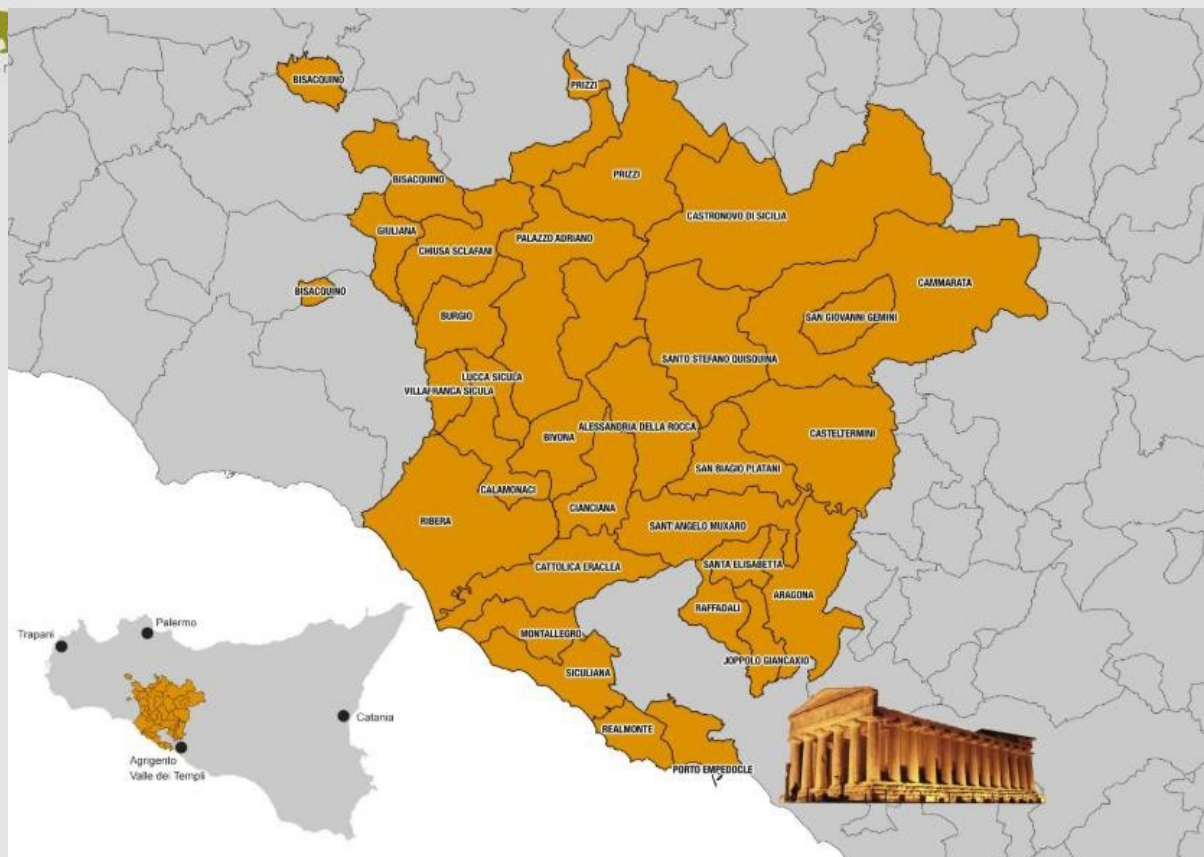 BISACQUINO
PRIZZI
BISACQUINO
PRIZZI
CASTRONOVO DI SICILIA
GIULIANA
CHIUSA SCLAFANI
PALAZZO ADRIANO
BISACQUINO
CAMMARATA
BURGIO
SAN GIOVANNI GEMINI
SANTO STEFANO QUISQUINA
LUCCA SICULA
VILLAFRANCA SICULA
BIVONA
ALESSANDRIA DELLA ROCCA
CASTELTERMINI
SAN BIAGIO PLATANI
CALAMONACI
CIANCIANA
RIBERA
SANT'ANGELO MUXARO
CATTOLICA ERACLEA
SANTA ELISABETTA
ARAGONA
RAFFADALI
MONTALLEGRO
JOPPOLO GIANCAXIO
SICULIANA
REALMONTE
PORTO EMPEDOCLE
Trapani
Palermo
Catania
Agrigento
Valle dei Templi